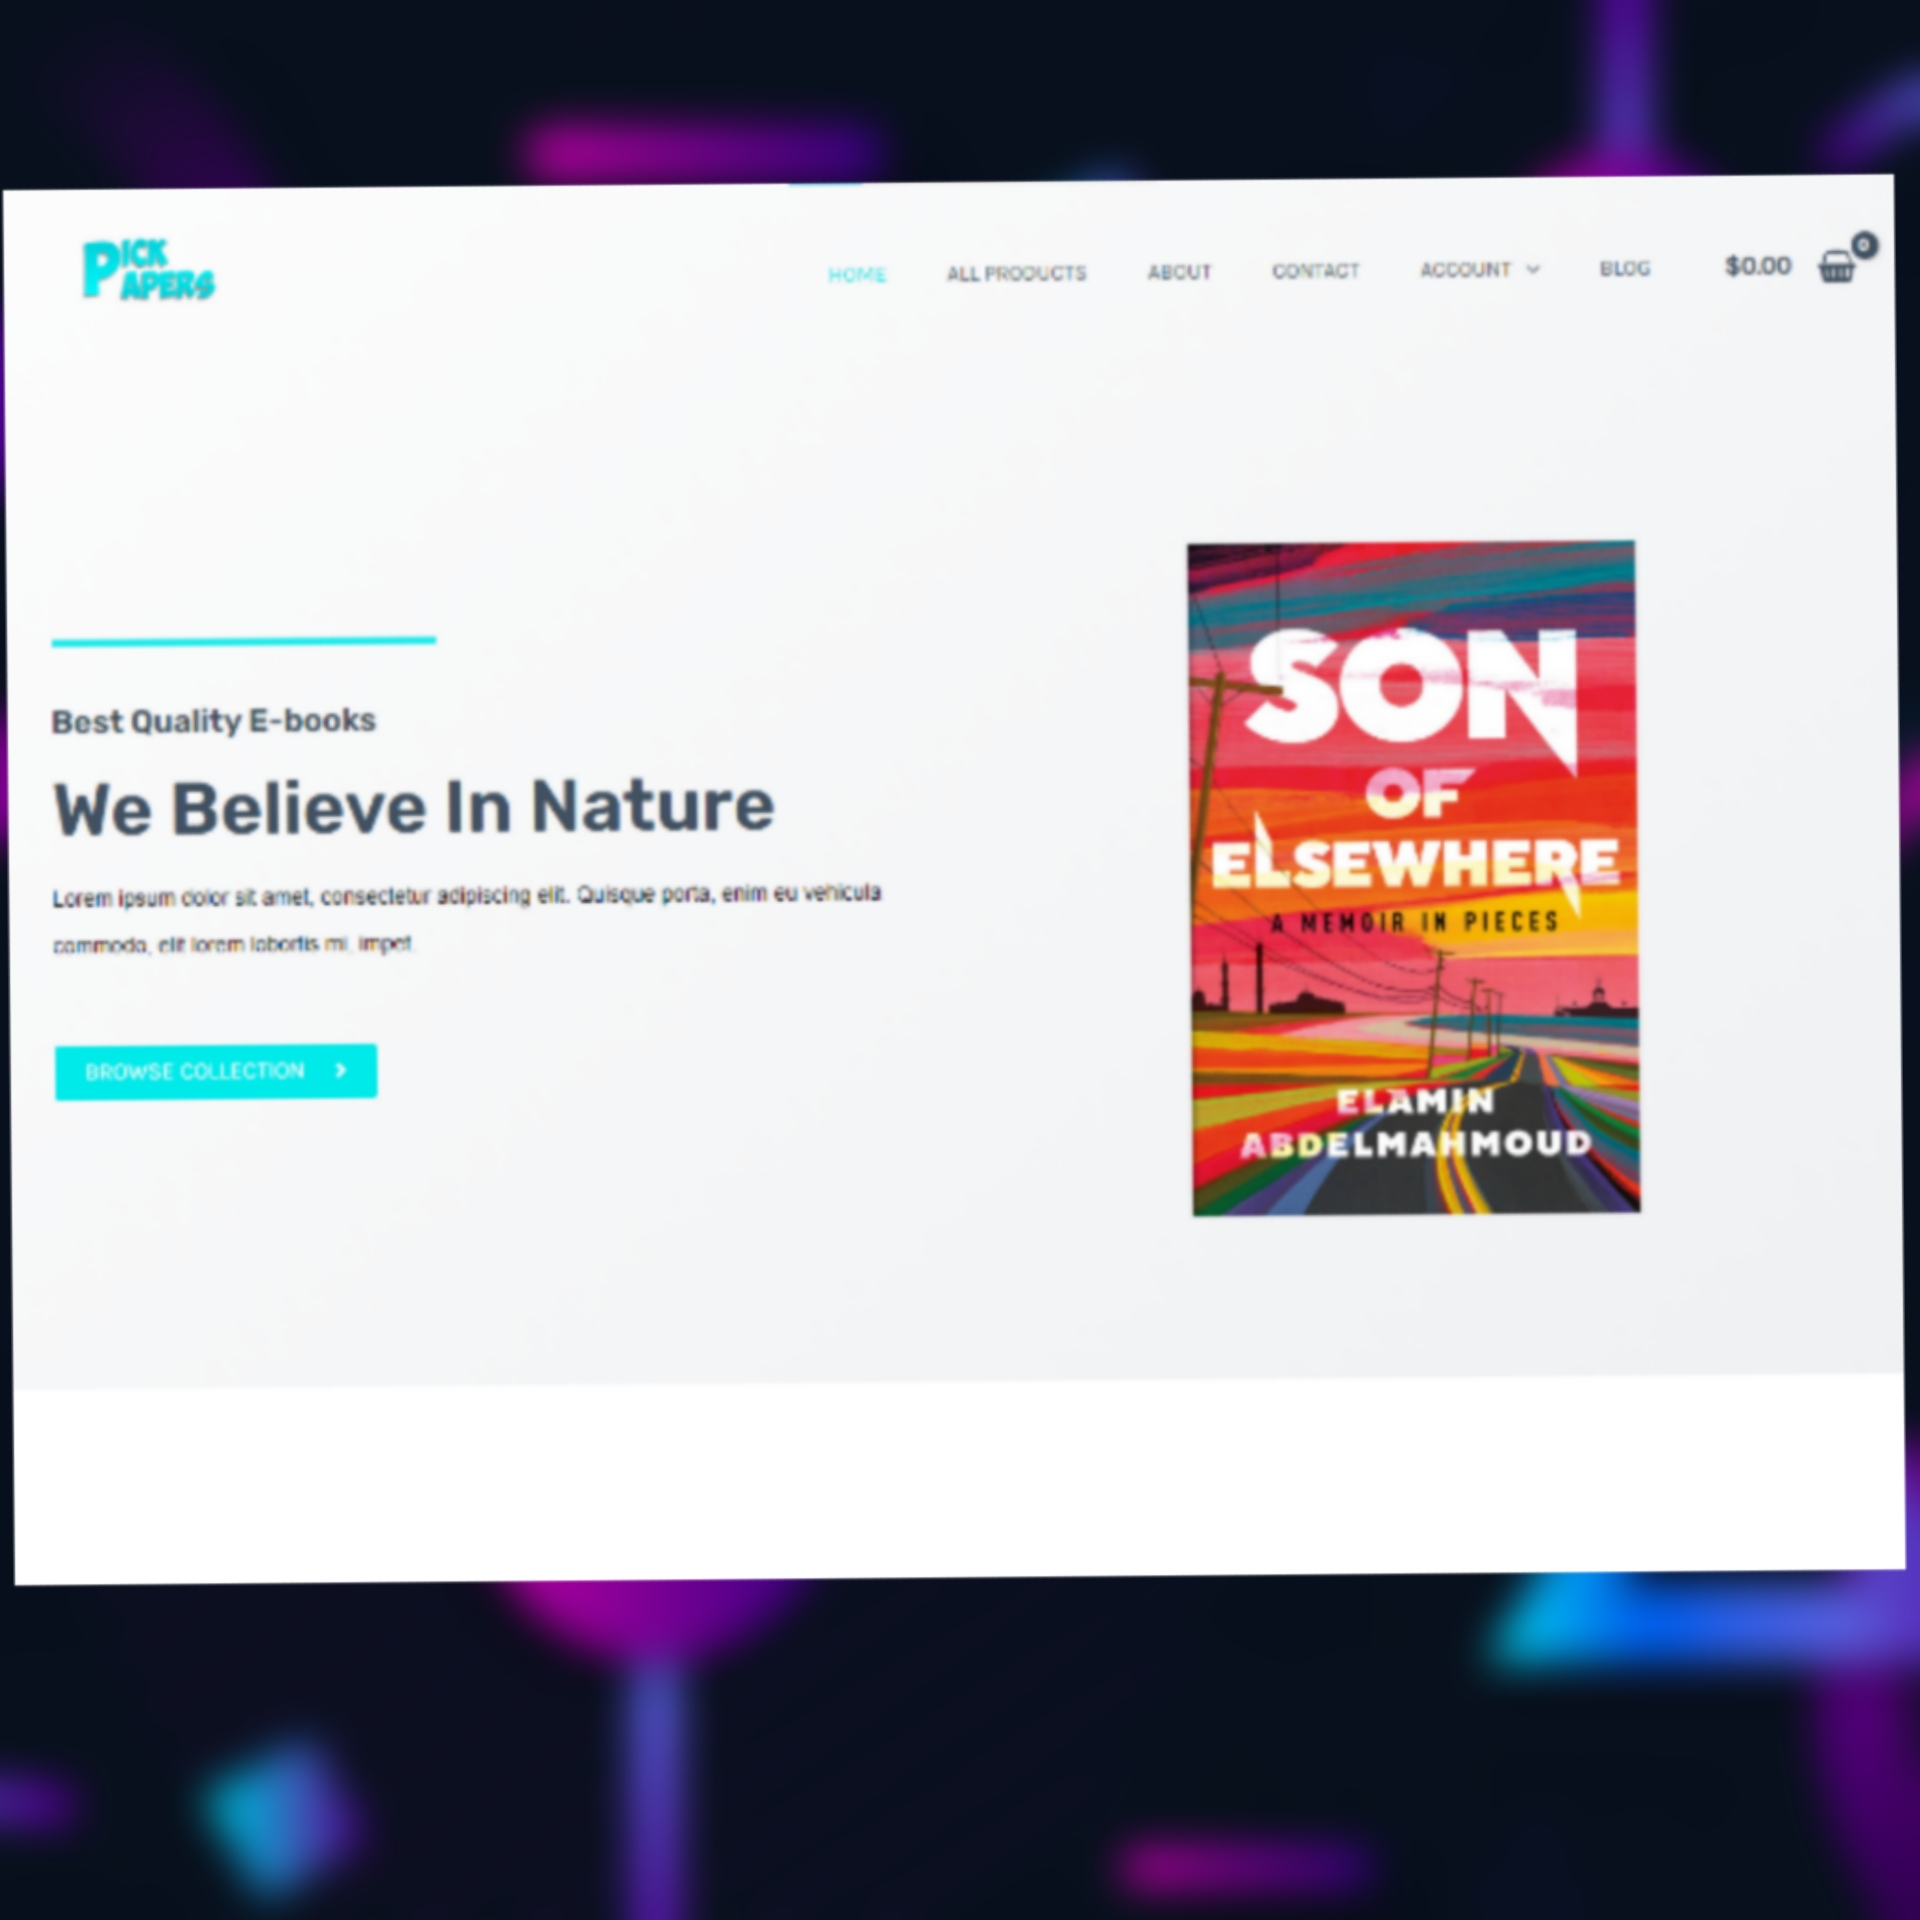 PICK
PAPERS
HOME ALL PRODUCTS ABOUT CONTACT ACCOUNT BLOG $0.00 0
Best Quality E-books
We Believe In Nature
Lorem ipsum dolor sit amet, consectetur adipiscing elit. Quisque porta, enim eu vehicula
commodo, elit lorem lobortis mi, impet.
BROWSE COLLECTION
SON
OF
ELSEWHERE
A MEMOIR IN PIECES
ELAMIN
ABDELMAHMOUD